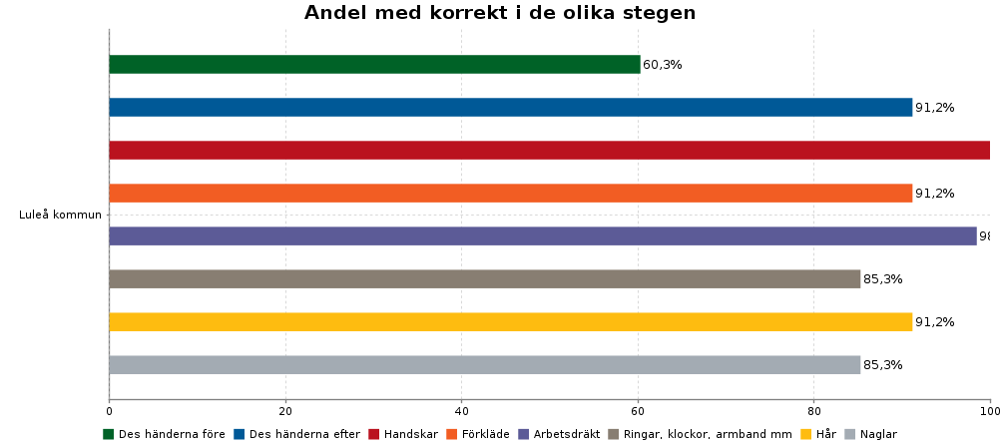 Andel med korrekt i de olika stegen
60,3%
91,2%
91,2%
Luleå kommun
98
85,3%
91,2%
85,3%
0 20 40 60 80 100
Des händerna före Des händerna efter Handskar Förkläde Arbetsdräkt Ringar, klockor, armband mm Hår Naglar